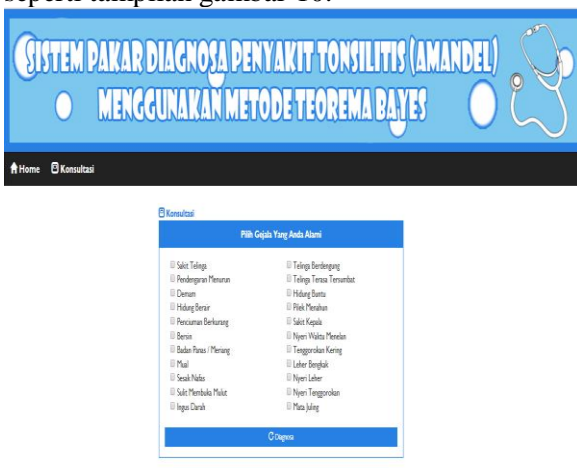 seperti tampilan gambar 10.
SISTEM PAKAR DIAGNOSA PENYAKIT TONSILITIS (AMANDEL)
MENGGUNAKAN METODE TEOREMA BAYES
Home Konsultasi
Konsultasi
Pilih Gejala Yang Anda Alami
Sakit Telinga
Pendengaran Menurun
Demam
Hidung Berair
Penciuman Berkurang
Bersin
Badan Panas / Meriang
Mual
Sesak Nafas
Sulit Membuka Mulut
Ingus Darah
Telinga Berdengung
Telinga Terasa Tersumbat
Hidung Buntu
Pilek Menahun
Sakit Kepala
Nyeri Waktu Menelan
Tenggorokan Kering
Leher Bengkak
Nyeri Leher
Nyeri Tenggorokan
Mata Juling
Diagnosa